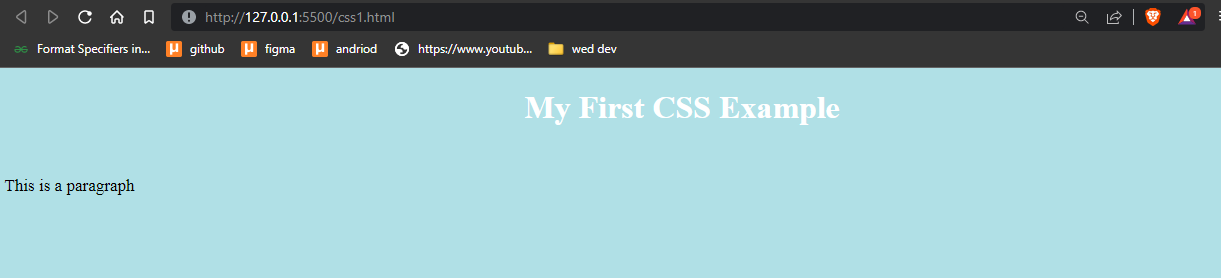 http://127.0.0.1:5500/css1.html 1
Format Specifiers in... github figma andriod https://www.youtub... wed dev
My First CSS Example
This is a paragraph